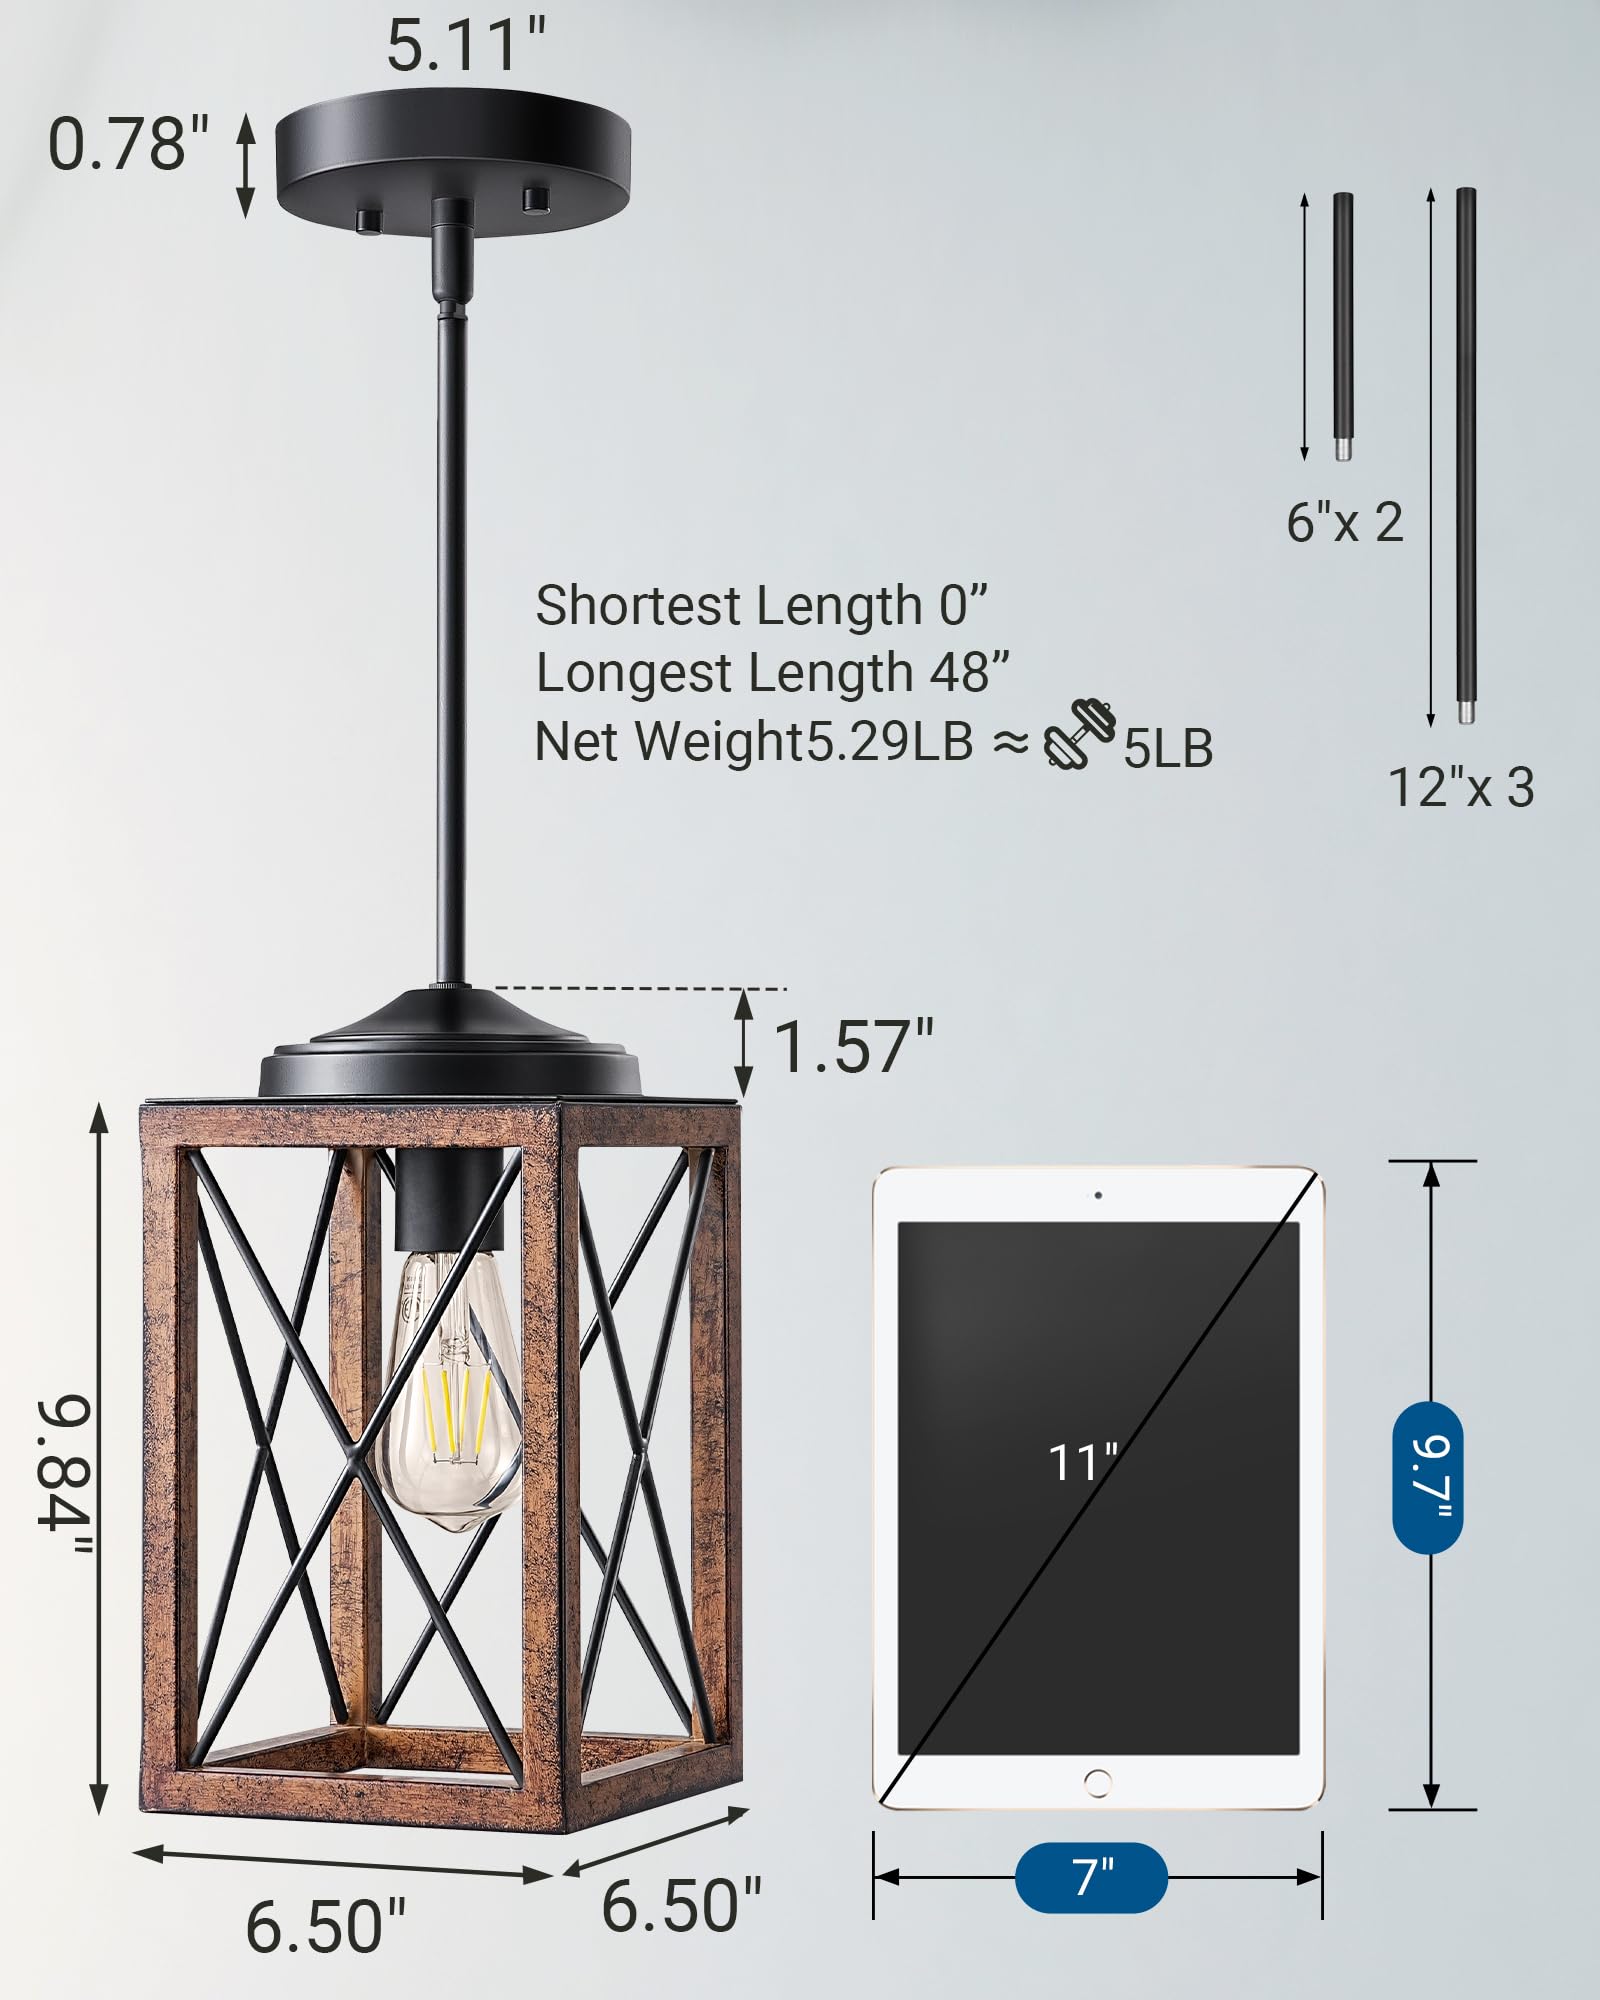 5.11"
0.78"
6"x 2
12"x 3
Shortest Length 0”
Longest Length 48”
Net Weight5.29LB ≈ 5LB
1.57"
9.84"
11"
9.7"
7"
6.50"
6.50"